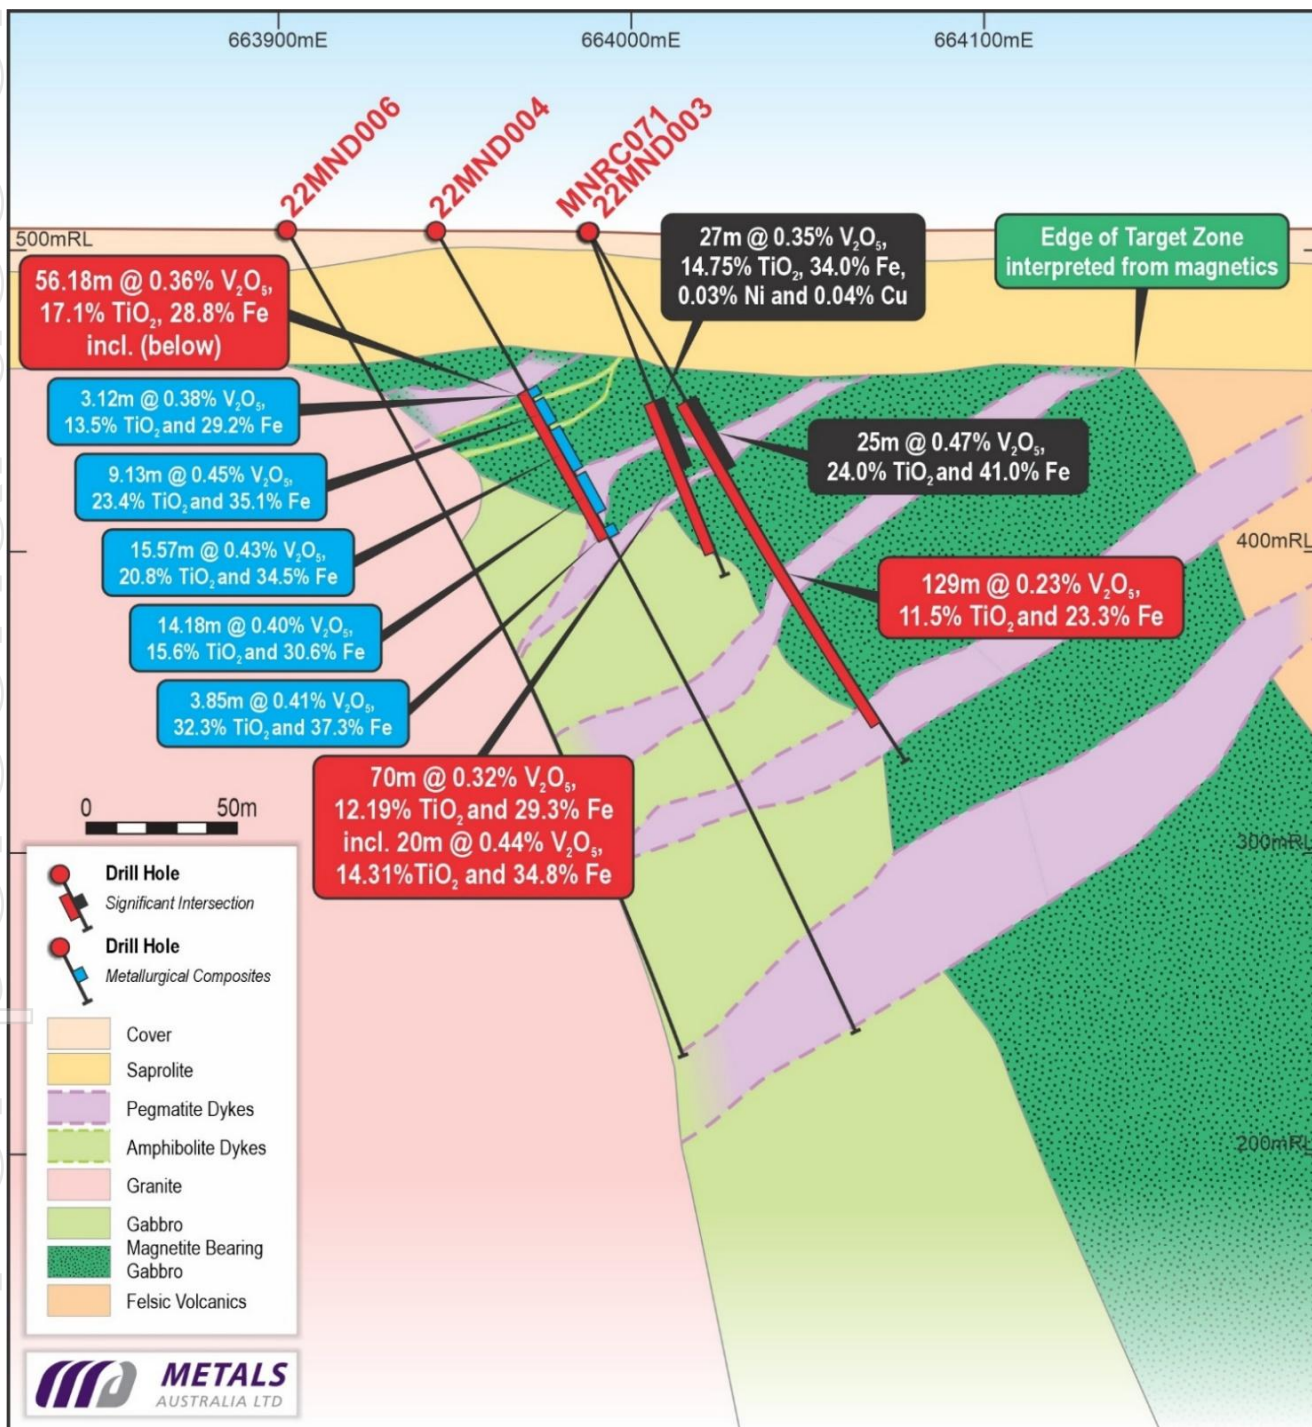 663900mE
664000mE
664100mE
22MND006
22MND004
MNRC071
22MND003
500mRL
56.18m @ 0.36% V₂O₅,
17.1% TiO₂, 28.8% Fe
incl. (below)
27m @ 0.35% V₂O₅,
14.75% TiO₂, 34.0% Fe,
0.03% Ni and 0.04% Cu
Edge of Target Zone
interpreted from magnetics
3.12m @ 0.38% V₂O₅,
13.5% TiO₂ and 29.2% Fe
9.13m @ 0.45% V₂O₅,
23.4% TiO₂ and 35.1% Fe
15.57m @ 0.43% V₂O₅,
20.8% TiO₂ and 34.5% Fe
14.18m @ 0.40% V₂O₅,
15.6% TiO₂ and 30.6% Fe
3.85m @ 0.41% V₂O₅,
32.3% TiO₂ and 37.3% Fe
25m @ 0.47% V₂O₅,
24.0% TiO₂ and 41.0% Fe
400mRL
129m @ 0.23% V₂O₅,
11.5% TiO₂ and 23.3% Fe
70m @ 0.32% V₂O₅,
12.19% TiO₂ and 29.3% Fe
incl. 20m @ 0.44% V₂O₅,
14.31%TiO₂ and 34.8% Fe
300mRL
200mRL
0 50m
Drill Hole
Significant Intersection
Drill Hole
Metallurgical Composites
Cover
Saprolite
Pegmatite Dykes
Amphibolite Dykes
Granite
Gabbro
Magnetite Bearing
Gabbro
Felsic Volcanics
METALS
AUSTRALIA LTD